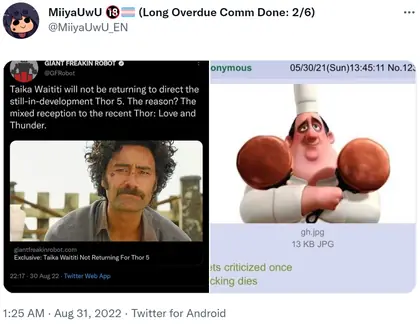 MiiyaUwU 🔞🏳️‍⚧️ (Long Overdue Comm Done: 2/6)
@MiiyaUwU_EN
GIANT FREAKIN ROBOT
@GFRobot
Taika Waititi will not be returning to direct the
still-in-development Thor 5. The reason? The
mixed reception to the recent Thor: Love and
Thunder.
giantfreakinrobot.com
Exclusive: Taika Waititi Not Returning For Thor 5
22:17 · 30 Aug 22 · Twitter Web App
onymous 05/30/21(Sun)13:45:11 No.12
gh.jpg
13 KB JPG
ets criticized once
cking dies
1:25 AM · Aug 31, 2022 · Twitter for Android